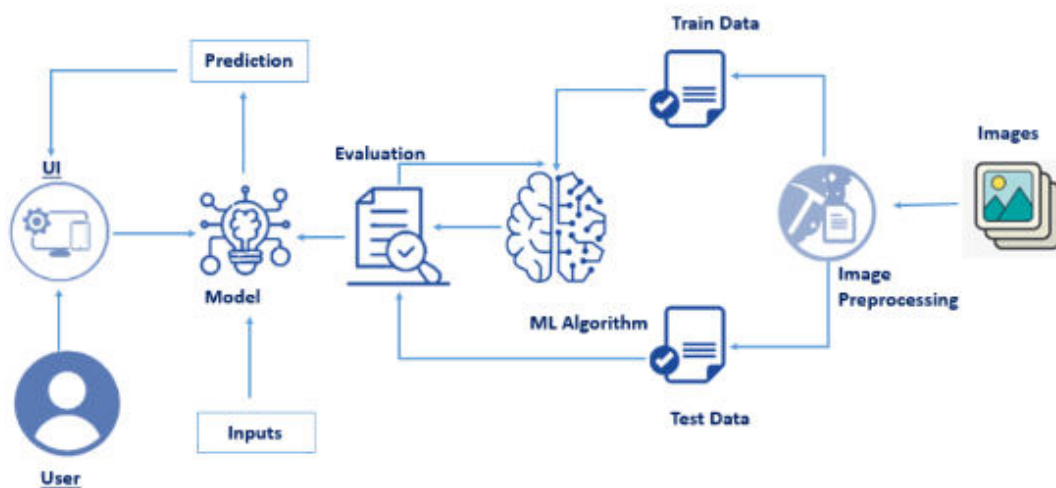 Train Data
Prediction
Images
Evaluation
UI
Model
Image
Preprocessing
ML Algorithm
Test Data
Inputs
User